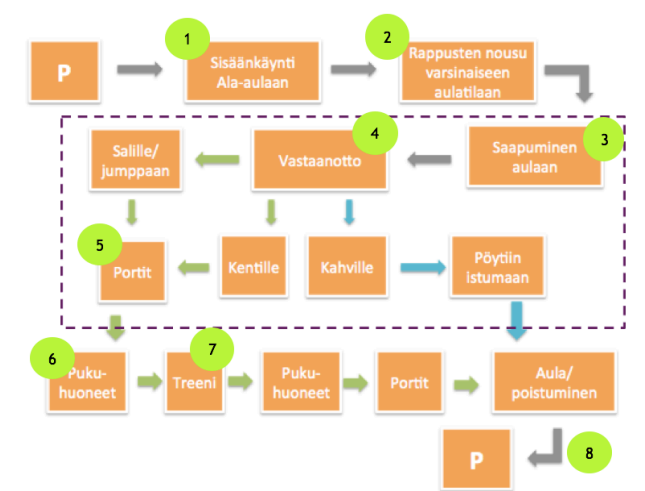 P
1
Sisäänkäynti
Ala-aulaan
2
Rappusten nousu
varsinaiseen
aulatilaan
Salille/
jumppaan
4
Vastaanotto
3
Saapuminen
aulaan
5
Portit
Kentille
Kahville
Pöytiin
istumaan
6
Puku-
huoneet
7
Treeni
Puku-
huoneet
Portit
Aula/
poistuminen
P
8